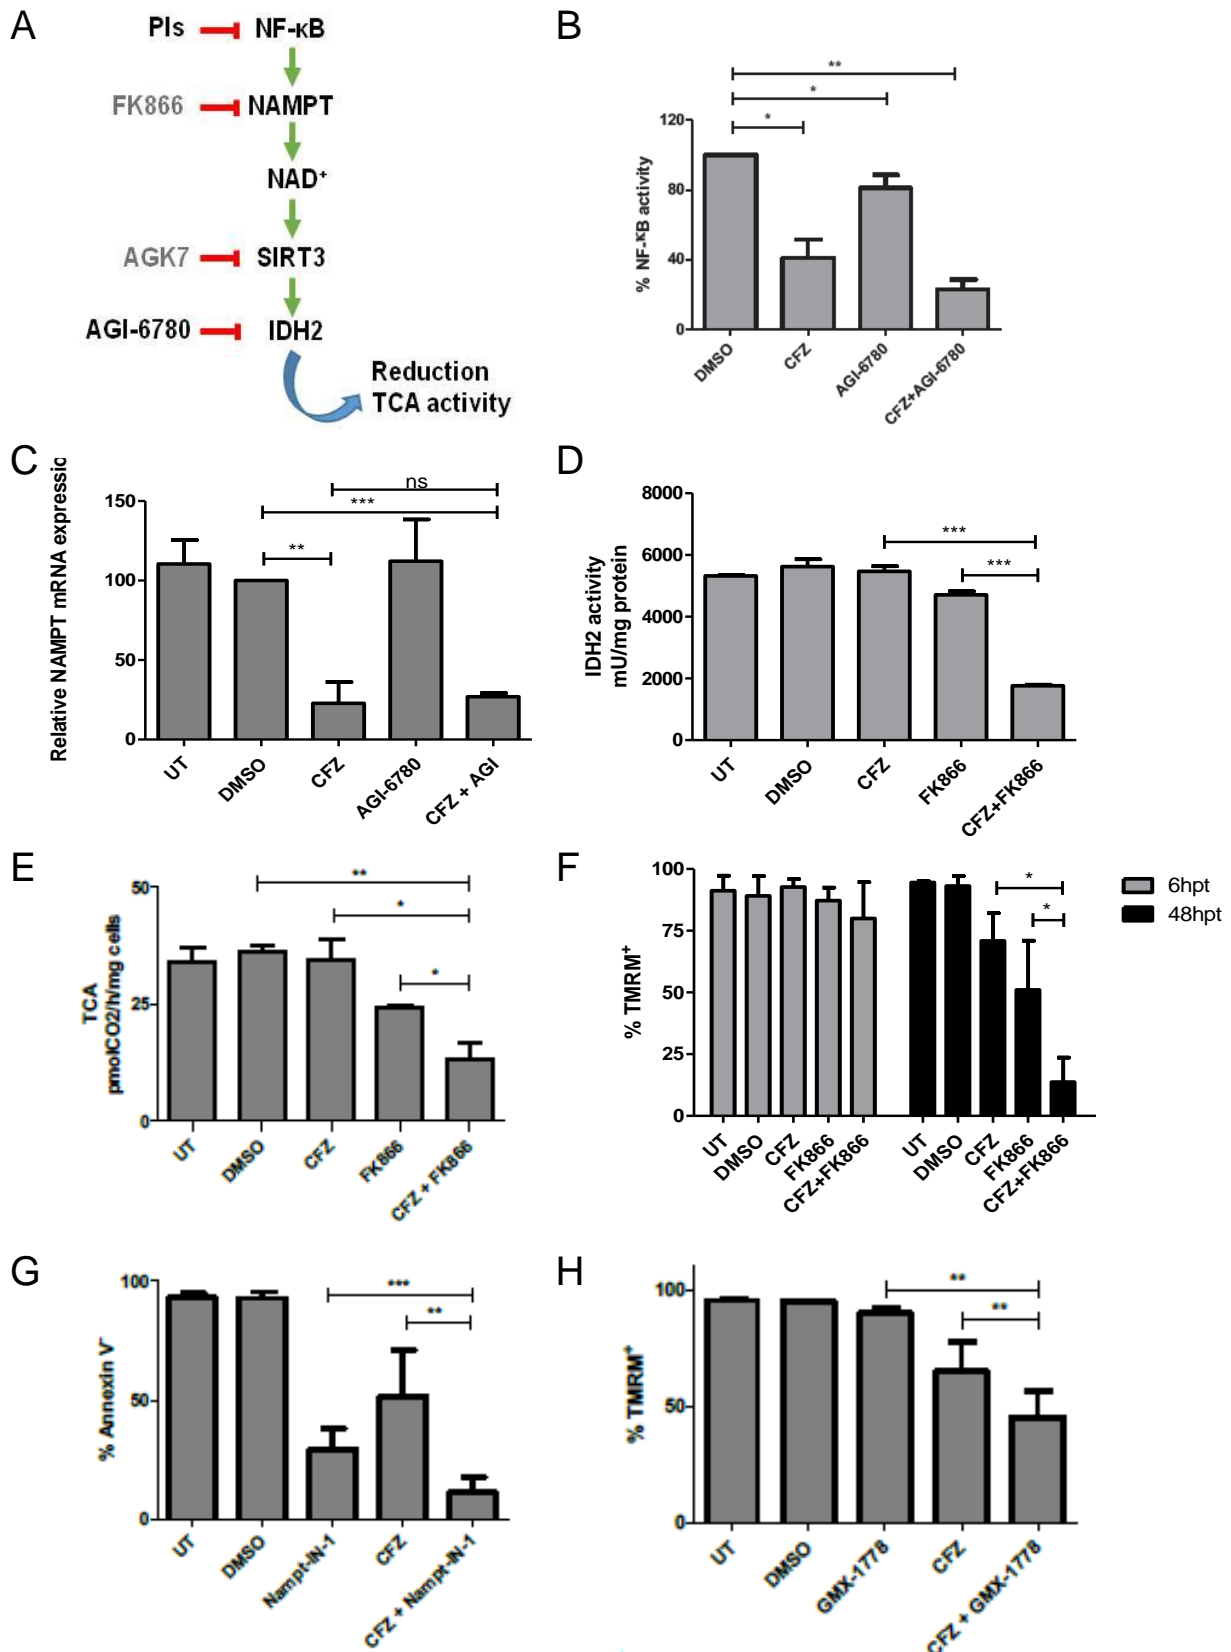 A
PIs NF-κB
FK866 NAMPT
NAD+
AGK7 SIRT3
AGI-6780 IDH2
Reduction
TCA activity
B
**
*
*
% NF-κB activity
120
80
40
0
DMSO
CFZ
AGI-6780
CFZ+AGI-6780
C
Relative NAMPT mRNA expressic
ns
***
**
150
100
50
0
UT
DMSO
CFZ
AGI-6780
CFZ + AGI
D
IDH2 activity
mU/mg protein
8000
6000
4000
2000
0
***
***
UT
DMSO
CFZ
FK866
CFZ+FK866
E
TCA
pmolCO2/h/mg cells
50
25
0
**
*
*
UT
DMSO
CFZ
FK866
CFZ + FK866
F
% TMRM+
100
75
50
25
0
*
*
6hpt
48hpt
UT
DMSO
CFZ
FK866
CFZ+FK866
UT
DMSO
CFZ
FK866
CFZ+FK866
G
% Annexin V-
100
50
0
***
**
UT
DMSO
Nampt-IN-1
CFZ
CFZ + Nampt-IN-1
H
% TMRM+
100
50
0
**
**
UT
DMSO
GMX-1778
CFZ
CFZ + GMX-1778